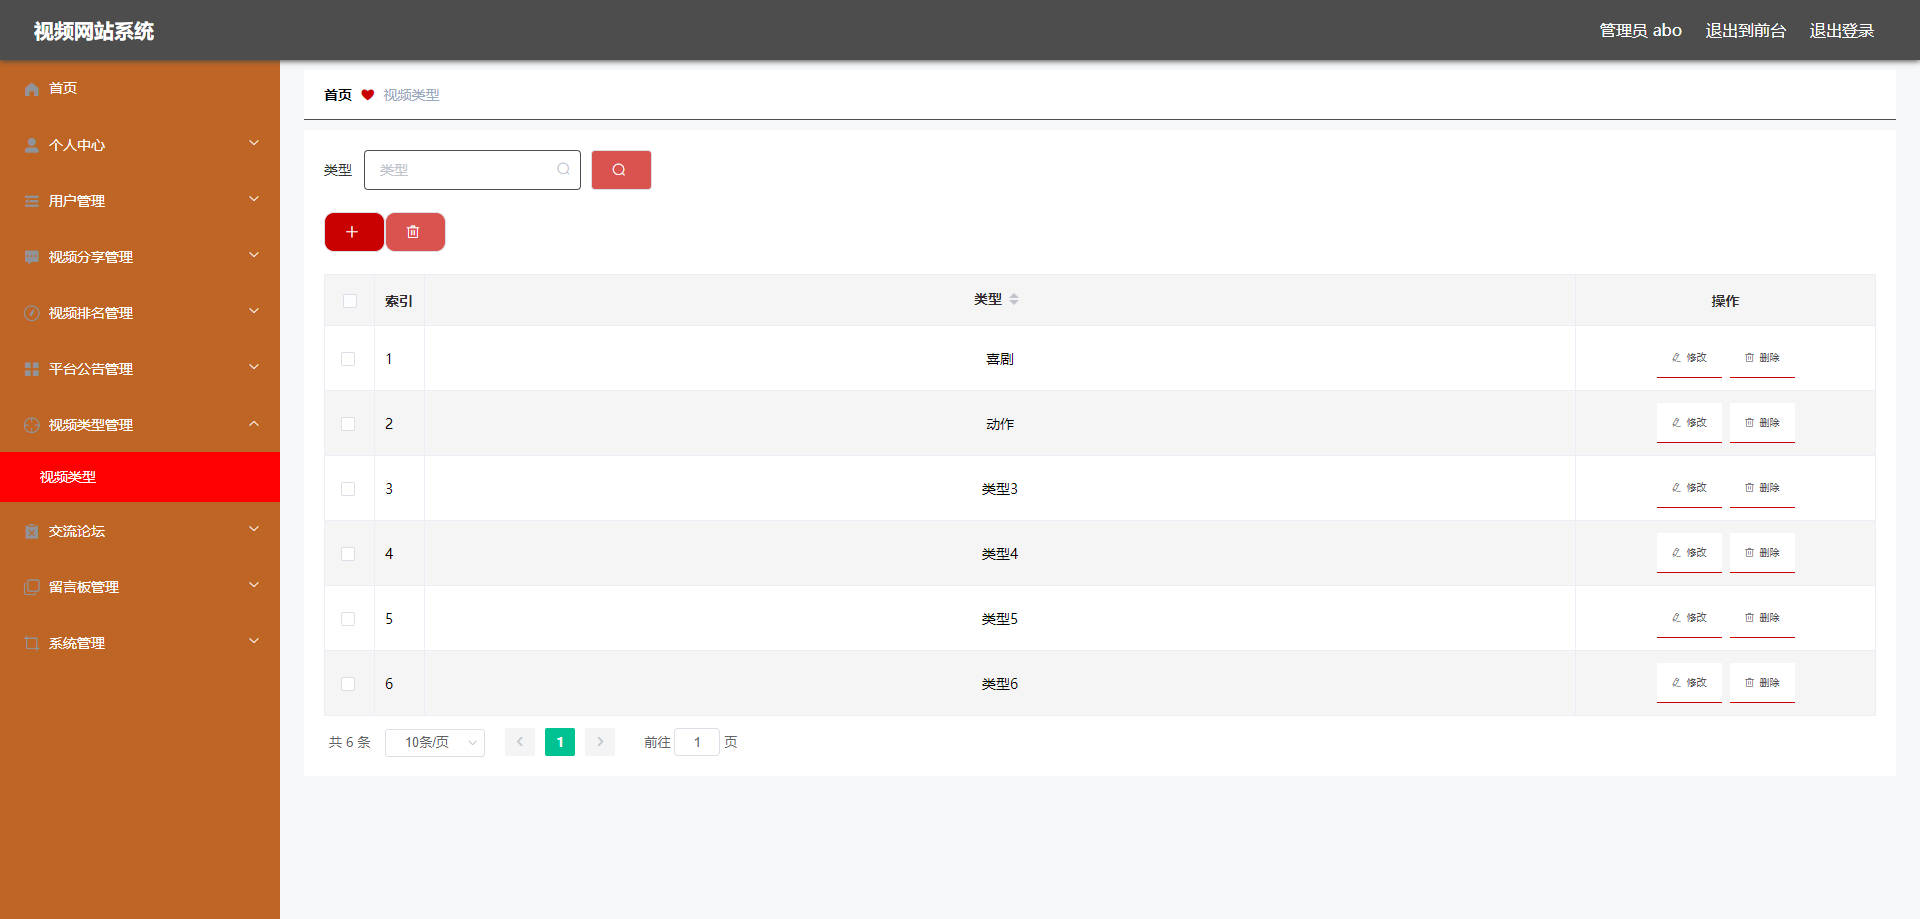 视频网站系统
管理员 abo 退出到前台 退出登录
首页
个人中心
用户管理
视频分享管理
视频排名管理
平台公告管理
视频类型管理
视频类型
交流论坛
留言板管理
系统管理
首页 视频类型
类型 类型
索引 类型 操作
1 喜剧 修改 删除
2 动作 修改 删除
3 类型3 修改 删除
4 类型4 修改 删除
5 类型5 修改 删除
6 类型6 修改 删除
共 6 条 10条/页 1 前往 1 页